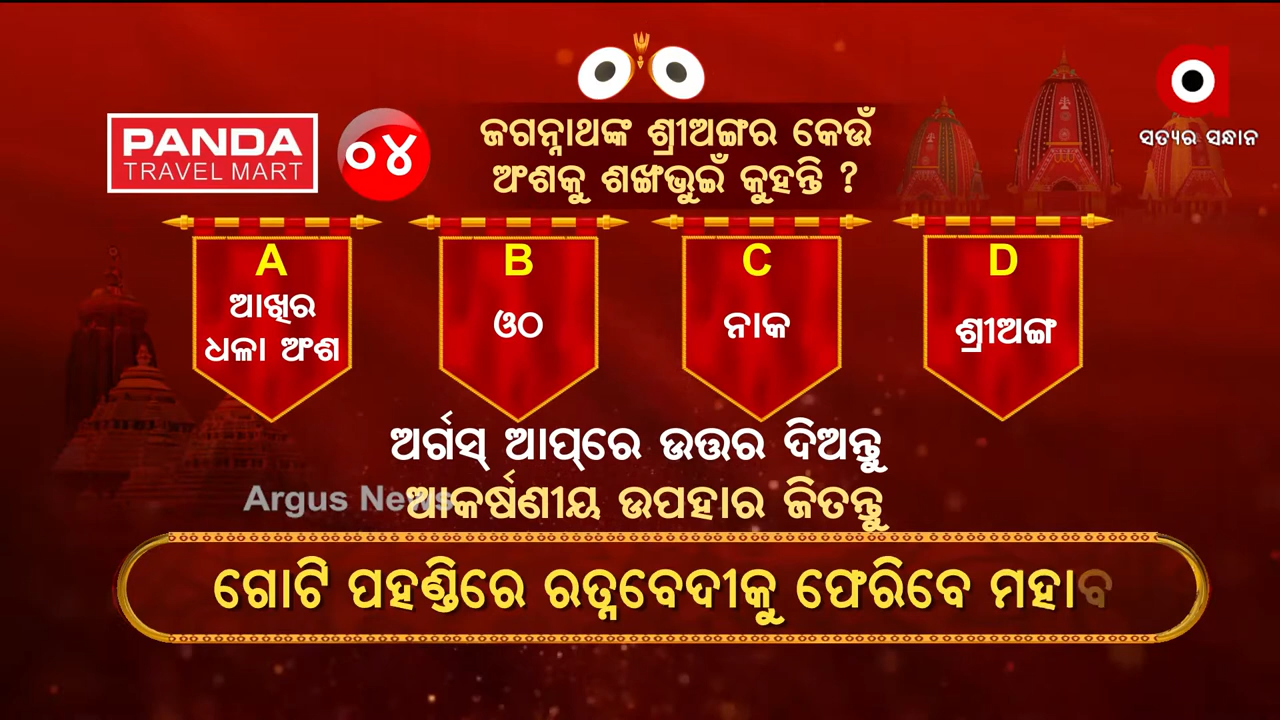 PANDA
TRAVEL MART
୦୪
ଜଗନ୍ନାଥଙ୍କ ଶ୍ରୀଅଙ୍ଗର କେଉଁ
ଅଂଶକୁ ଶଙ୍ଖଭୁଇଁ କୁହନ୍ତି ?
a
ସତ୍ୟର ସନ୍ଧାନ
A
ଆଖିର
ଧଳା ଅଂଶ
B
ଓଠ
C
ନାକ
D
ଶ୍ରୀଅଙ୍ଗ
ଅର୍ଗସ୍ ଆପ୍‌ରେ ଉତ୍ତର ଦିଅନ୍ତୁ
Argus News
ଆକର୍ଷଣୀୟ ଉପହାର ଜିତନ୍ତୁ
ଗୋଟି ପହଣ୍ଡିରେ ରତ୍ନବେଦୀକୁ ଫେରିବେ ମହାବ